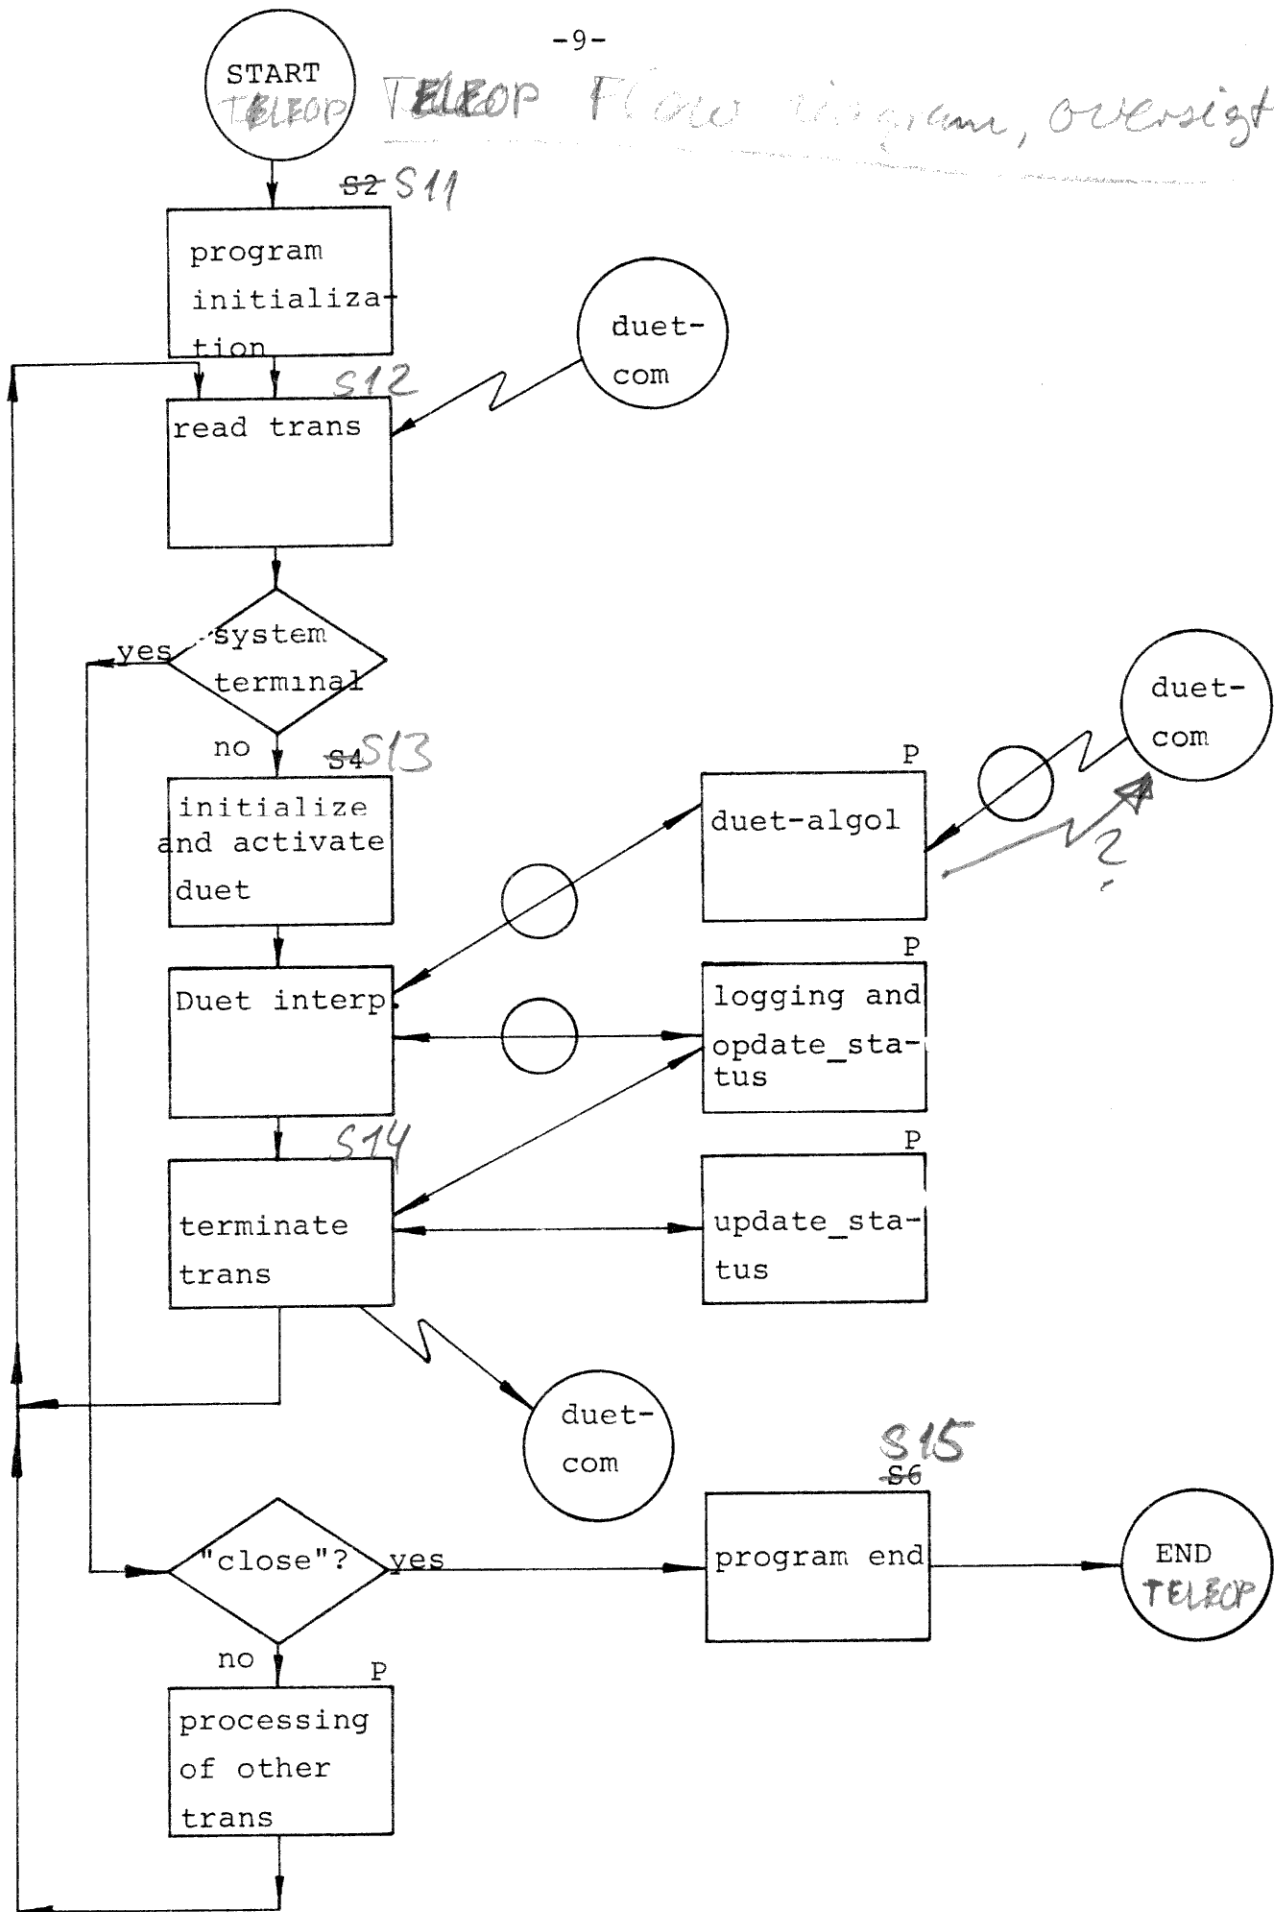 -9-
START
TELEOP
TELEOP Flow diagram, oversigt
S2 S11
program
initializa-
tion
duet-
com
S12
read trans
system
terminal
yes
no
S4 S13
initialize
and activate
duet
P
duet-algol
duet-
com
?
Duet interp.
P
logging and
opdate_sta-
tus
S14
terminate
trans
P
update_sta-
tus
duet-
com
S15
S6
"close"?
yes
program end
END
TELEOP
no
P
processing
of other
trans